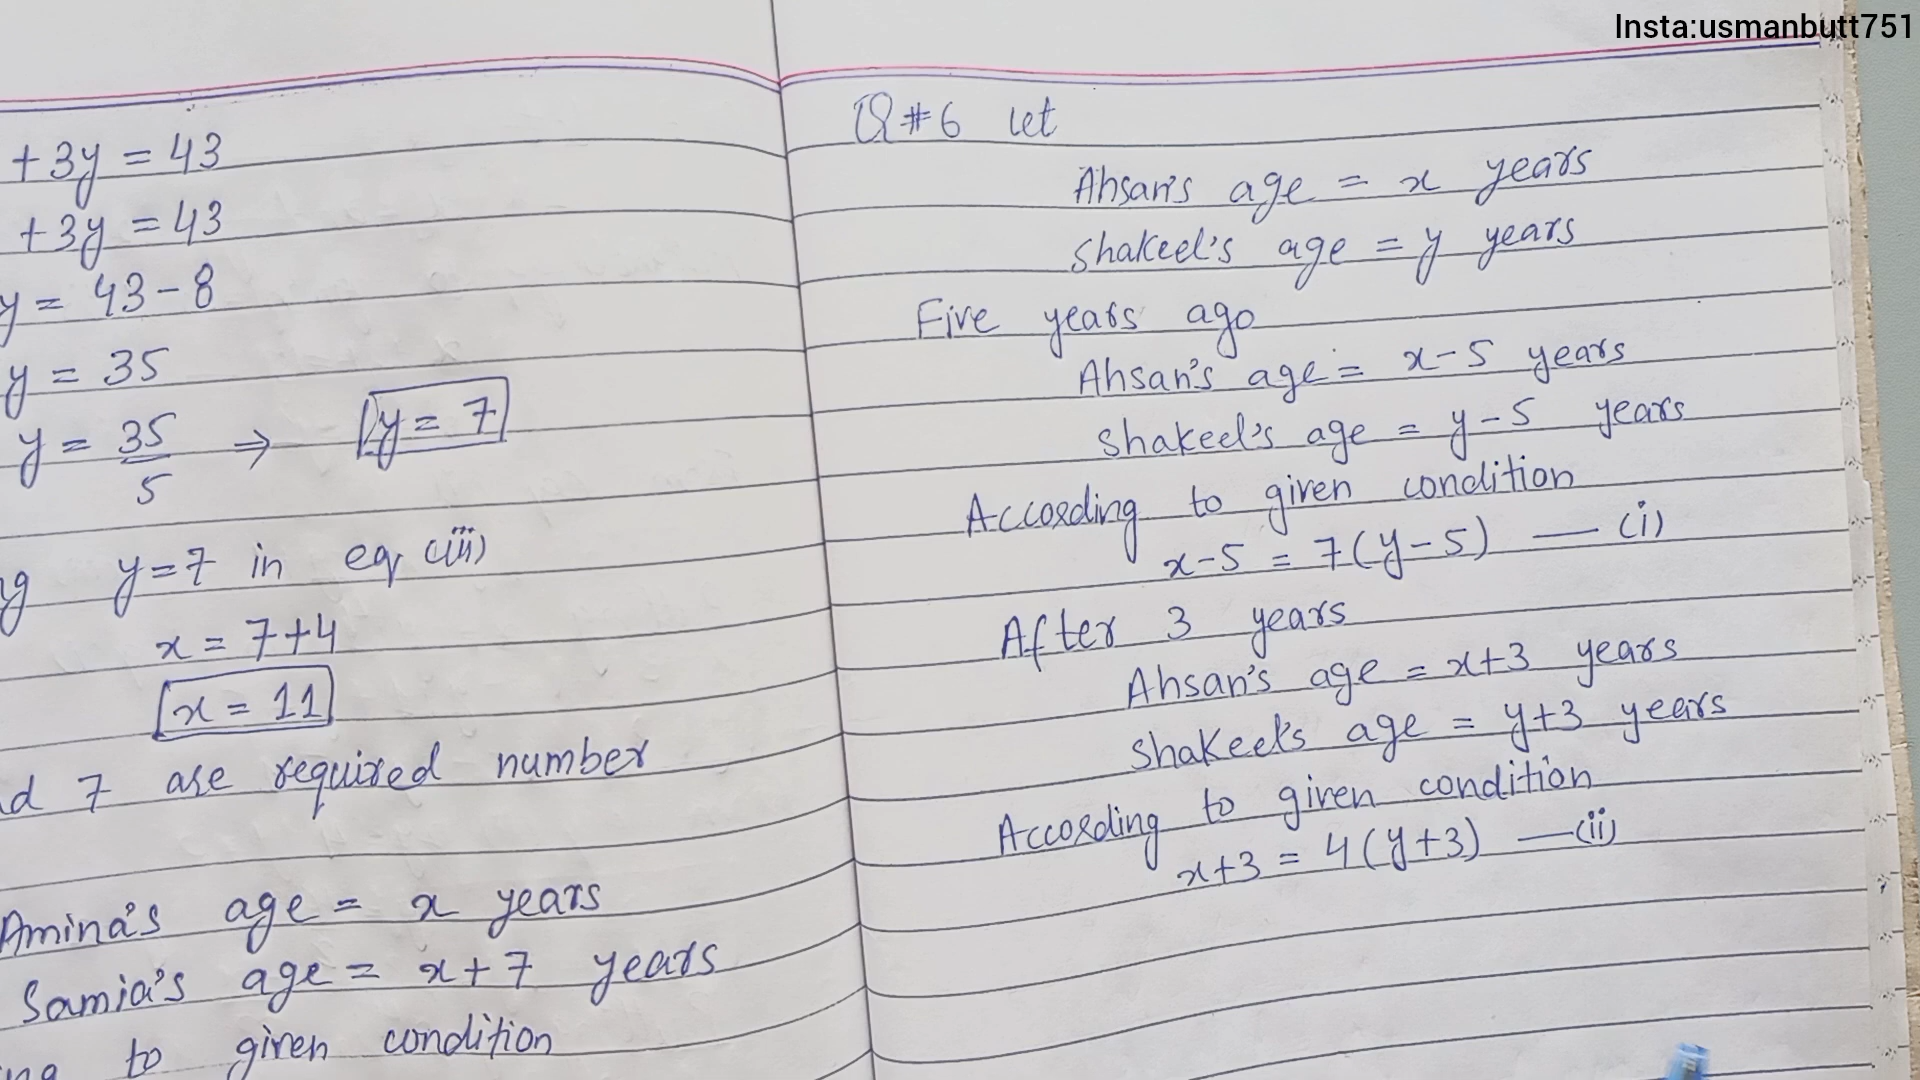 Insta:usmanbutt751
+3y = 43
+3y = 43
y = 43-8
y = 35
y = 35/5 ⇒ y = 7
y=7 in eq (iii)
x = 7+4
x = 11
7 are required number
Amina's age = x years
Samia's age = x+7 years
to given condition
Q#6 let
Ahsan's age = x years
Shakeel's age = y years
Five years ago
Ahsan's age = x-5 years
Shakeel's age = y-5 years
According to given condition
x-5 = 7(y-5) — (i)
After 3 years
Ahsan's age = x+3 years
Shakeel's age = y+3 years
According to given condition
x+3 = 4(y+3) — (ii)